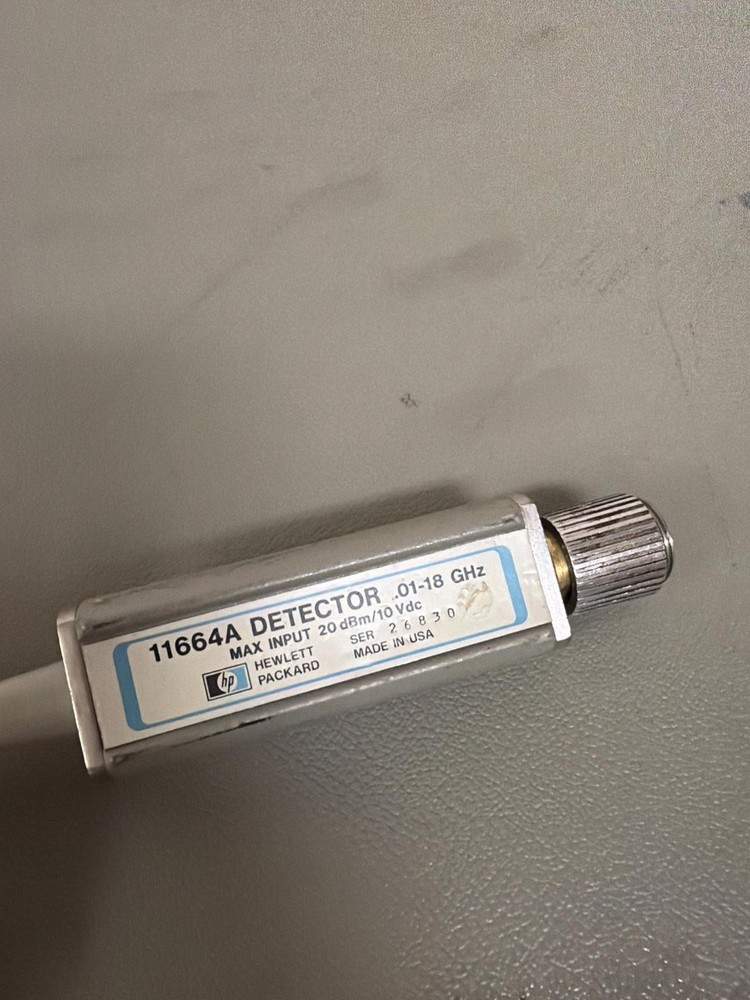 11664A DETECTOR .01-18 GHz
MAX INPUT 20 dBm/10 Vdc
hp HEWLETT PACKARD
SER 26830
MADE IN USA